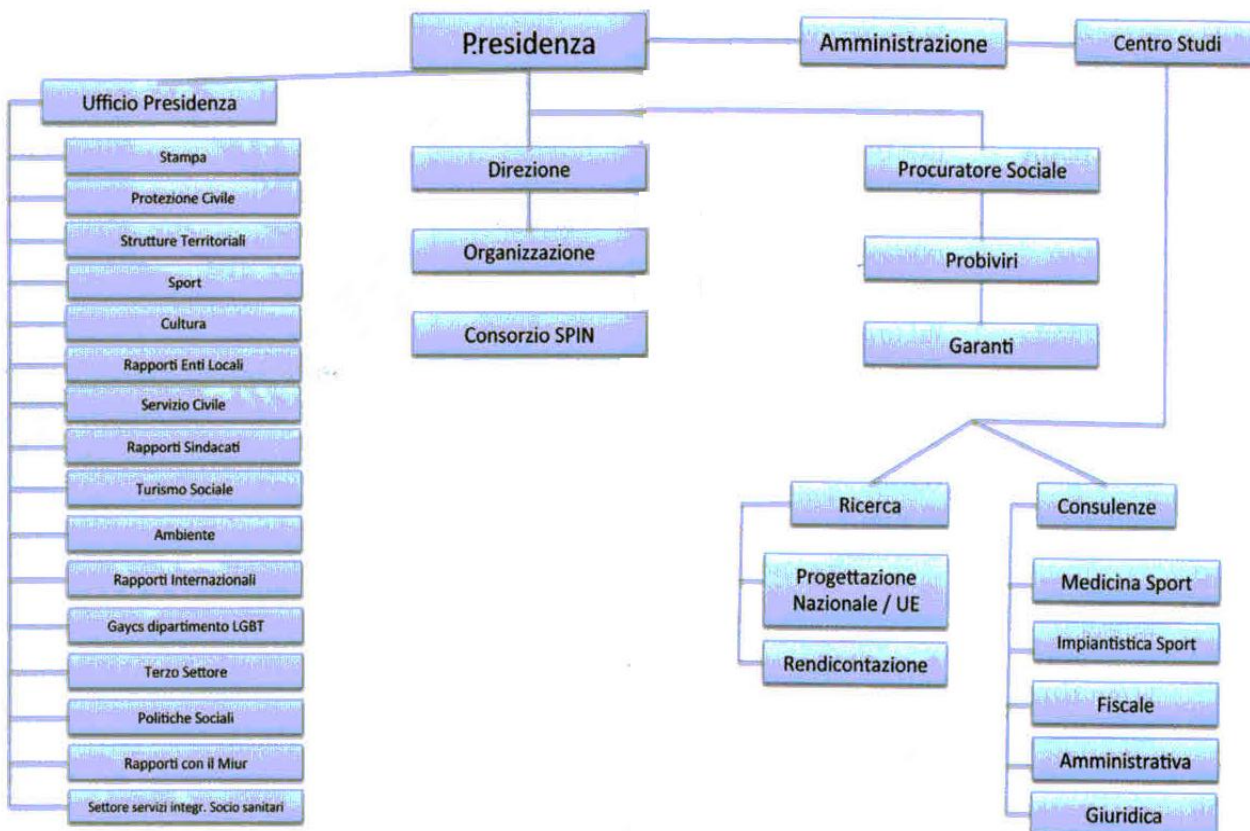 Presidenza
Amministrazione
Centro Studi
Ufficio Presidenza
Stampa
Protezione Civile
Strutture Territoriali
Sport
Cultura
Rapporti Enti Locali
Servizio Civile
Rapporti Sindacati
Turismo Sociale
Ambiente
Rapporti Internazionali
Gaycs dipartimento LGBT
Terzo Settore
Politiche Sociali
Rapporti con il Miur
Settore servizi integr. Socio sanitari
Direzione
Organizzazione
Consorzio SPIN
Procuratore Sociale
Probiviri
Garanti
Ricerca
Progettazione
Nazionale / UE
Rendicontazione
Consulenze
Medicina Sport
Impiantistica Sport
Fiscale
Amministrativa
Giuridica